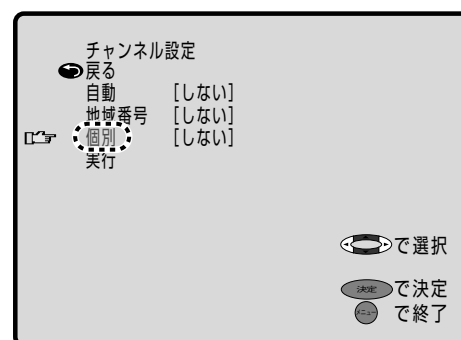 チャンネル設定
戻る
自動 [しない]
地域番号 [しない]
個別 [しない]
実行
で選択
決定 で決定
メニュー で終了